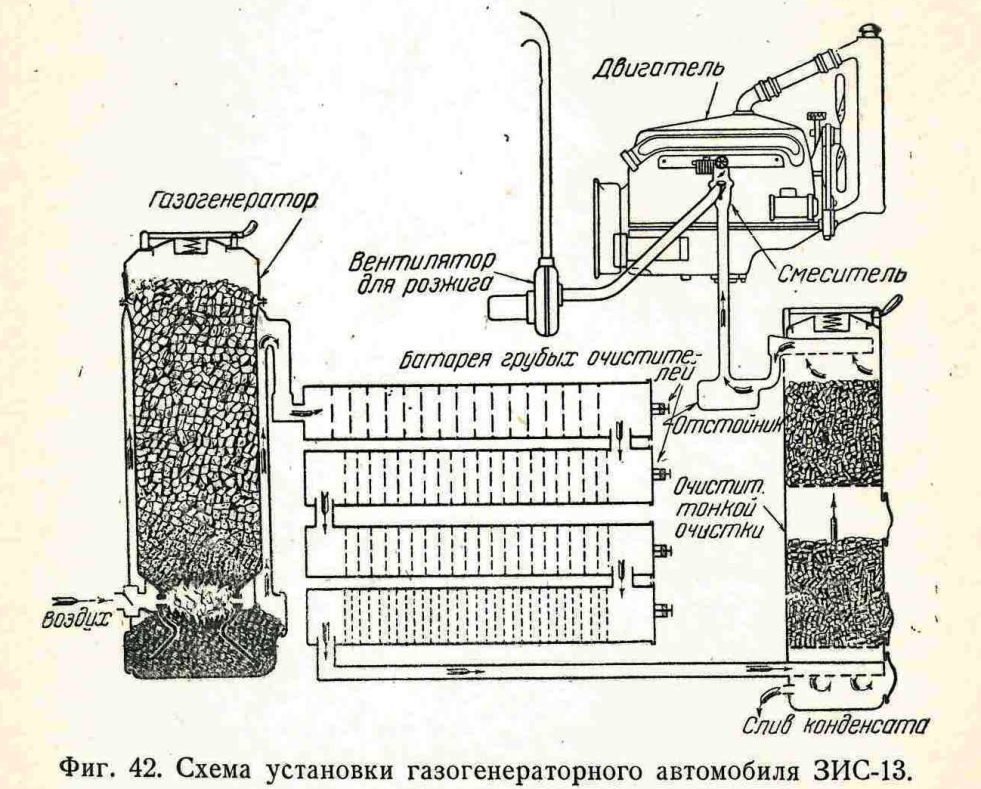 Двигатель
Газогенератор
Вентилятор
для розжига
Смеситель
Батарея грубых очистите-
лей
Отстойник
Очистит.
тонкой
очистки
воздух
Слив конденсата
Фиг. 42. Схема установки газогенераторного автомобиля ЗИС-13.